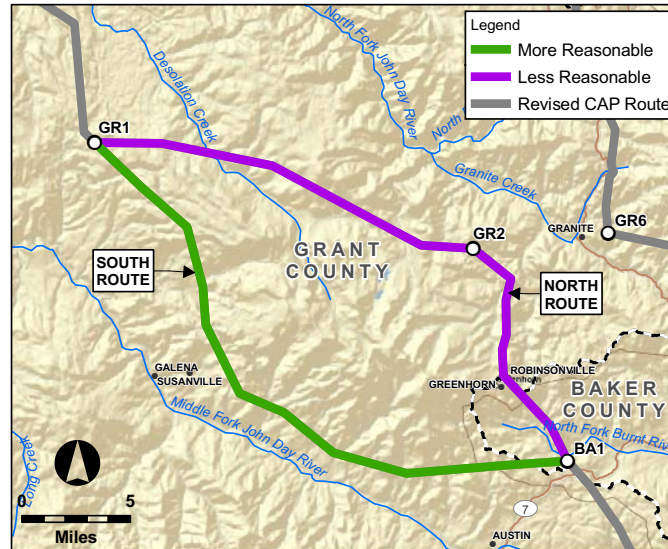 North Fork John Day River
Desolation Creek
Legend
More Reasonable
Less Reasonable
Revised CAP Route
GR1
Granite Creek
GR6
GRANITE
GR2
GRANT
COUNTY
SOUTH
ROUTE
NORTH
ROUTE
GALENA
SUSANVILLE
ROBINSONVILLE
GREENHORN
BAKER
COUNTY
Middle Fork John Day River
North Fork Burnt
BA1
Long Creek
0
5
Miles
7
AUSTIN